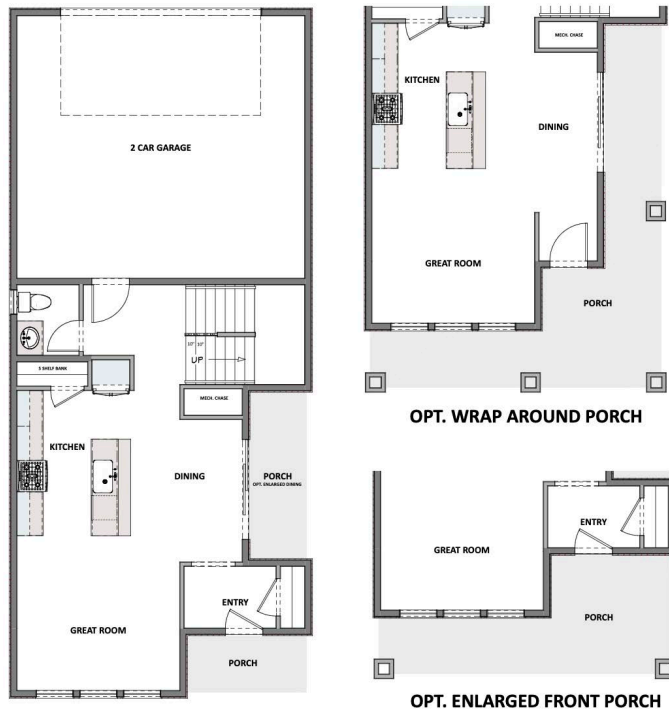 2 CAR GARAGE
10" 10"
UP
5 SHELF BANK
MECH. CHASE
KITCHEN
DINING
PORCH
OPT. ENLARGED DINING
ENTRY
GREAT ROOM
PORCH
MECH. CHASE
KITCHEN
DINING
GREAT ROOM
PORCH
OPT. WRAP AROUND PORCH
ENTRY
GREAT ROOM
PORCH
OPT. ENLARGED FRONT PORCH